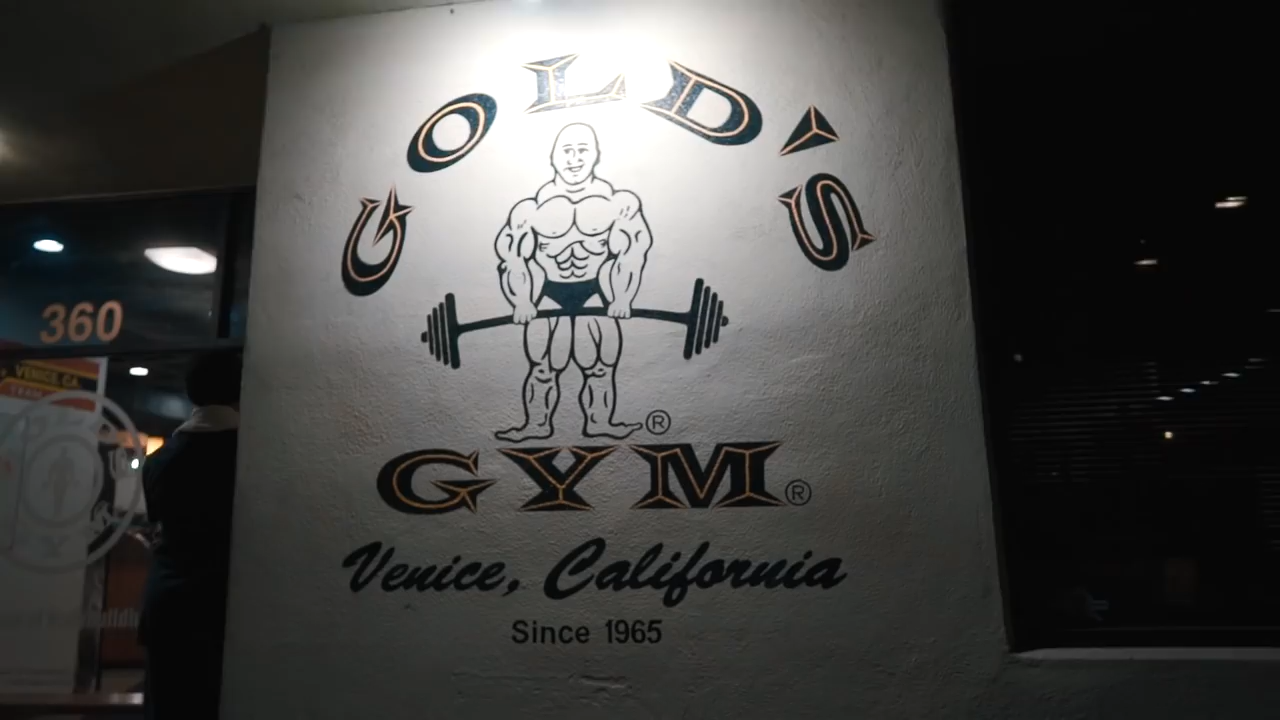 GOLD'S
®
GYM®
Venice, California
Since 1965
360
VENICE, CA.